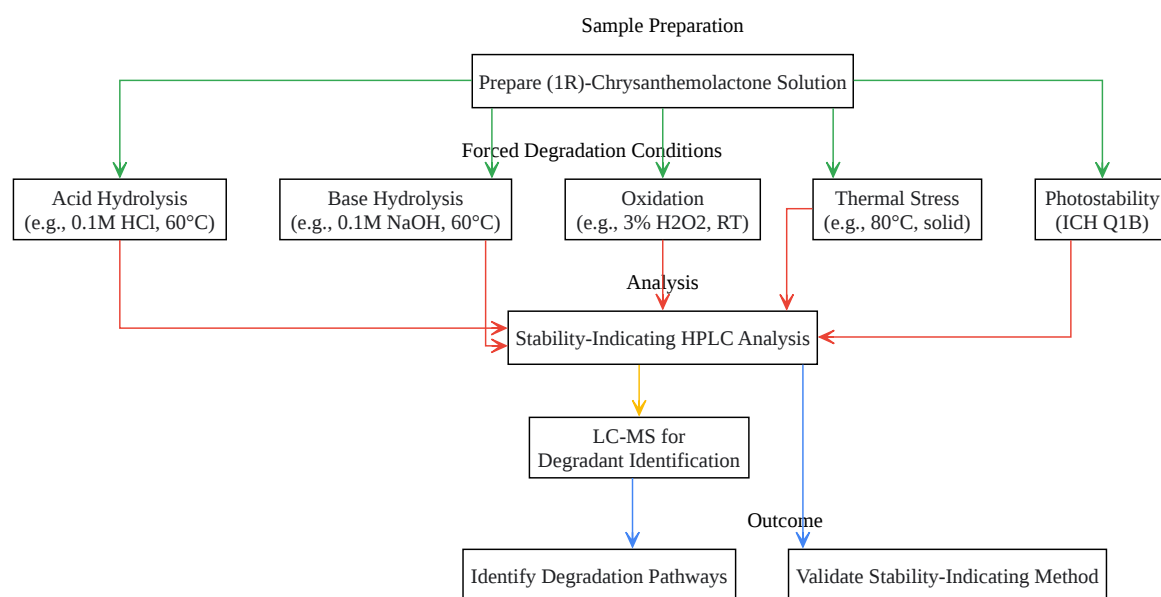 Sample Preparation
Prepare (1R)-Chrysanthemolactone Solution
Forced Degradation Conditions
Acid Hydrolysis
(e.g., 0.1M HCl, 60°C)
Base Hydrolysis
(e.g., 0.1M NaOH, 60°C)
Oxidation
(e.g., 3% H2O2, RT)
Thermal Stress
(e.g., 80°C, solid)
Photostability
(ICH Q1B)
Analysis
Stability-Indicating HPLC Analysis
LC-MS for
Degradant Identification
Outcome
Identify Degradation Pathways
Validate Stability-Indicating Method